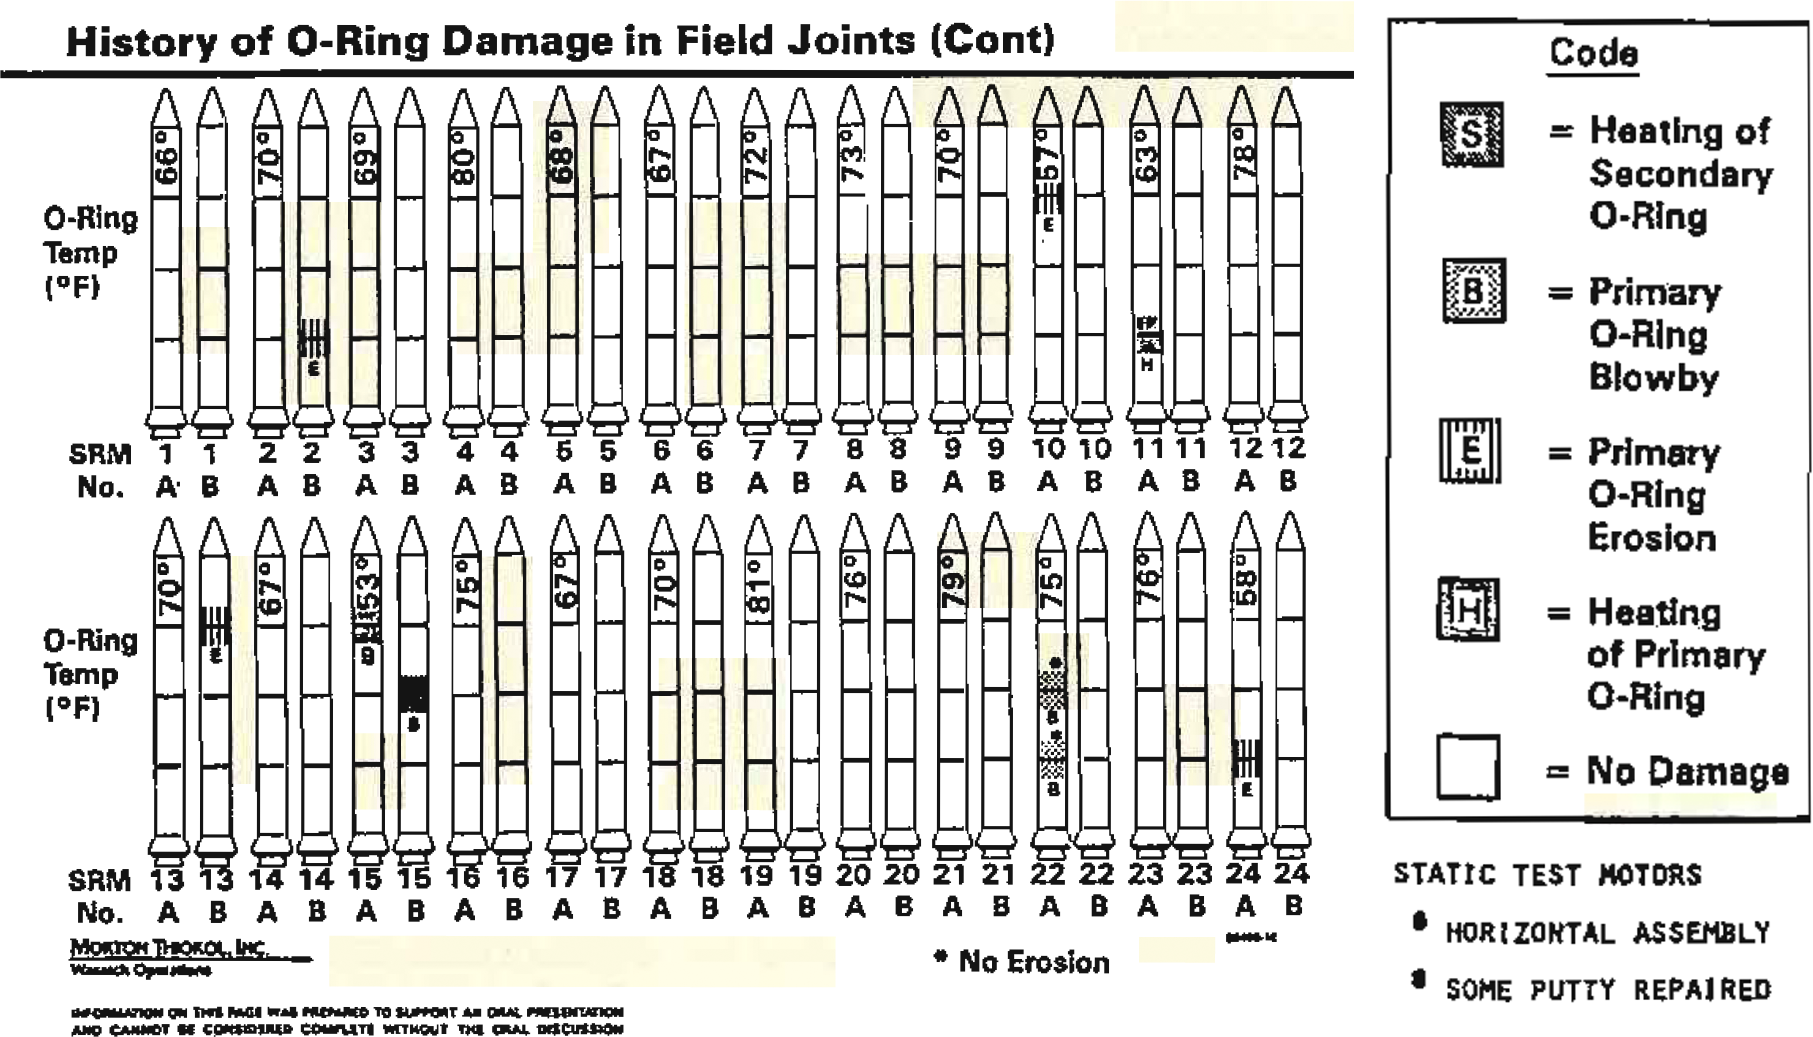 History of O-Ring Damage in Field Joints (Cont)
66° 70° 69° 80° 68° 67° 72° 73° 70° 57° 63° 78°
O-Ring
Temp
(°F)
E
E
H
SRM 1 1 2 2 3 3 4 4 5 5 6 6 7 7 8 8 9 9 10 10 11 11 12 12
No. A B A B A B A B A B A B A B A B A B A B A B A B
70° 67° 53° 75° 67° 70° 81° 76° 79° 75° 76° 58°
O-Ring
Temp
(°F)
E
B
B
*
B
*
B
E
SRM 13 13 14 14 15 15 16 16 17 17 18 18 19 19 20 20 21 21 22 22 23 23 24 24
No. A B A B A B A B A B A B A B A B A B A B A B A B
MORTON THIOKOL, INC.
Wasatch Operations
* No Erosion
INFORMATION ON THIS PAGE WAS PREPARED TO SUPPORT AN ORAL PRESENTATION
AND CANNOT BE CONSIDERED COMPLETE WITHOUT THE ORAL DISCUSSION
Code
S = Heating of
Secondary
O-Ring
B = Primary
O-Ring
Blowby
E = Primary
O-Ring
Erosion
H = Heating
of Primary
O-Ring
= No Damage
STATIC TEST MOTORS
• HORIZONTAL ASSEMBLY
• SOME PUTTY REPAIRED